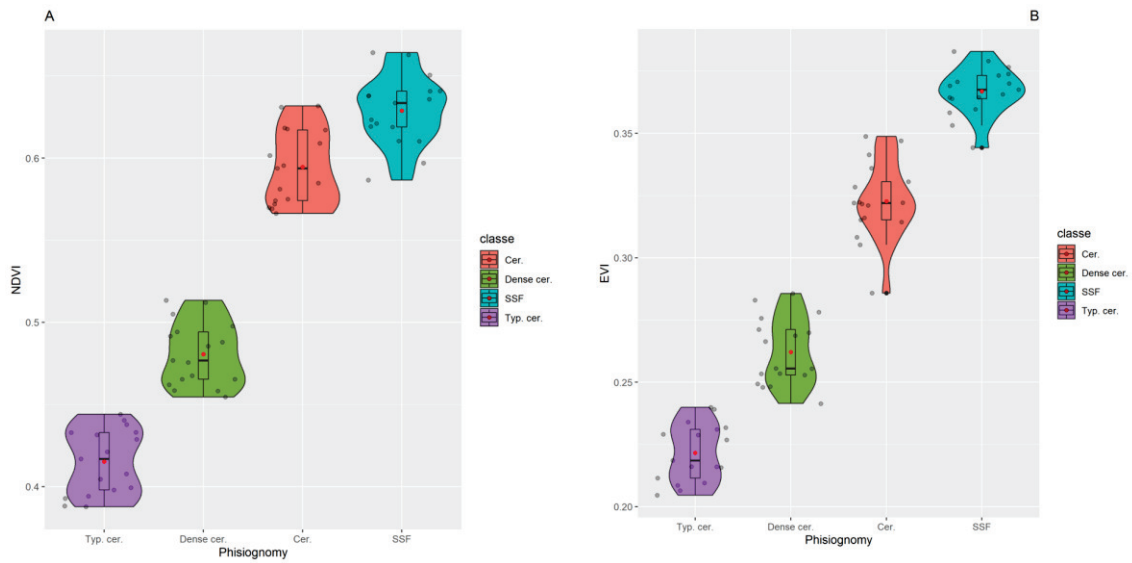 A
NDVI
0.6
0.5
0.4
Typ. cer.
Dense cer.
Cer.
SSF
Phisiognomy
classe
Cer.
Dense cer.
SSF
Typ. cer.
B
EVI
0.35
0.30
0.25
0.20
Typ. cer.
Dense cer.
Cer.
SSF
Phisiognomy
classe
Cer.
Dense cer.
SSF
Typ. cer.